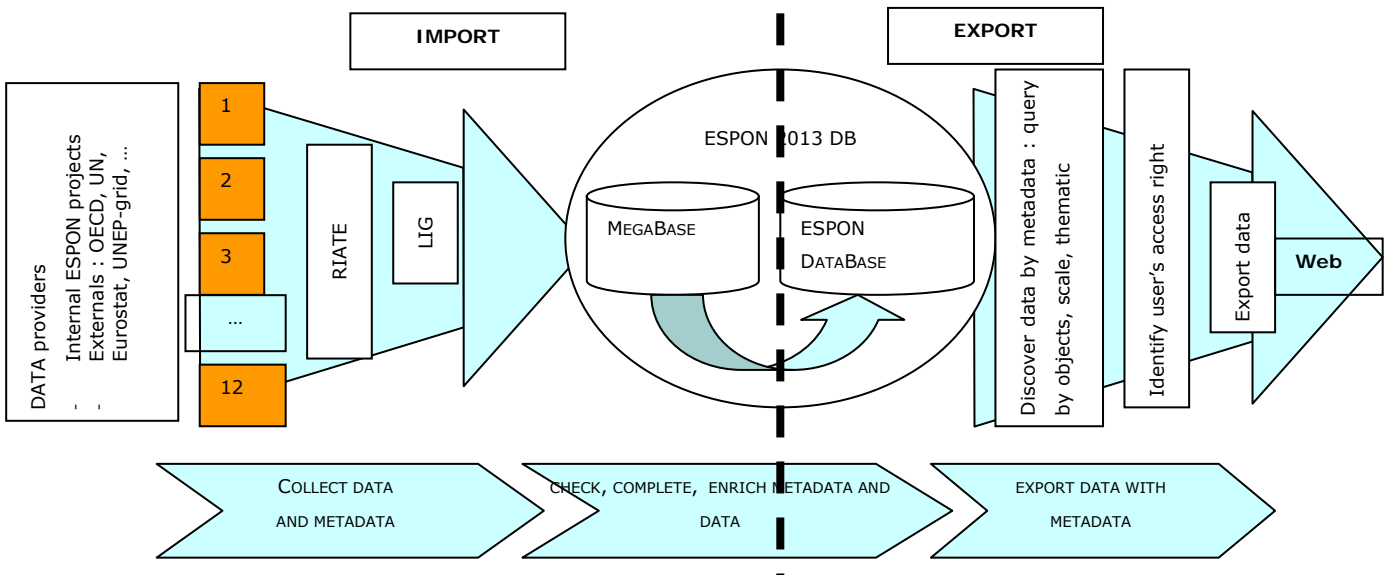 IMPORT
EXPORT
DATA providers
- Internal ESPON projects
- Externals : OECD, UN,
Eurostat, UNEP-grid, …
1
2
3
…
12
RIATE
LIG
ESPON 2013 DB
MEGABASE
ESPON
DATABASE
Discover data by metadata : query
by objects, scale, thematic
Identify user's access right
Export data
Web
COLLECT DATA
AND METADATA
CHECK, COMPLETE, ENRICH METADATA AND
DATA
EXPORT DATA WITH
METADATA